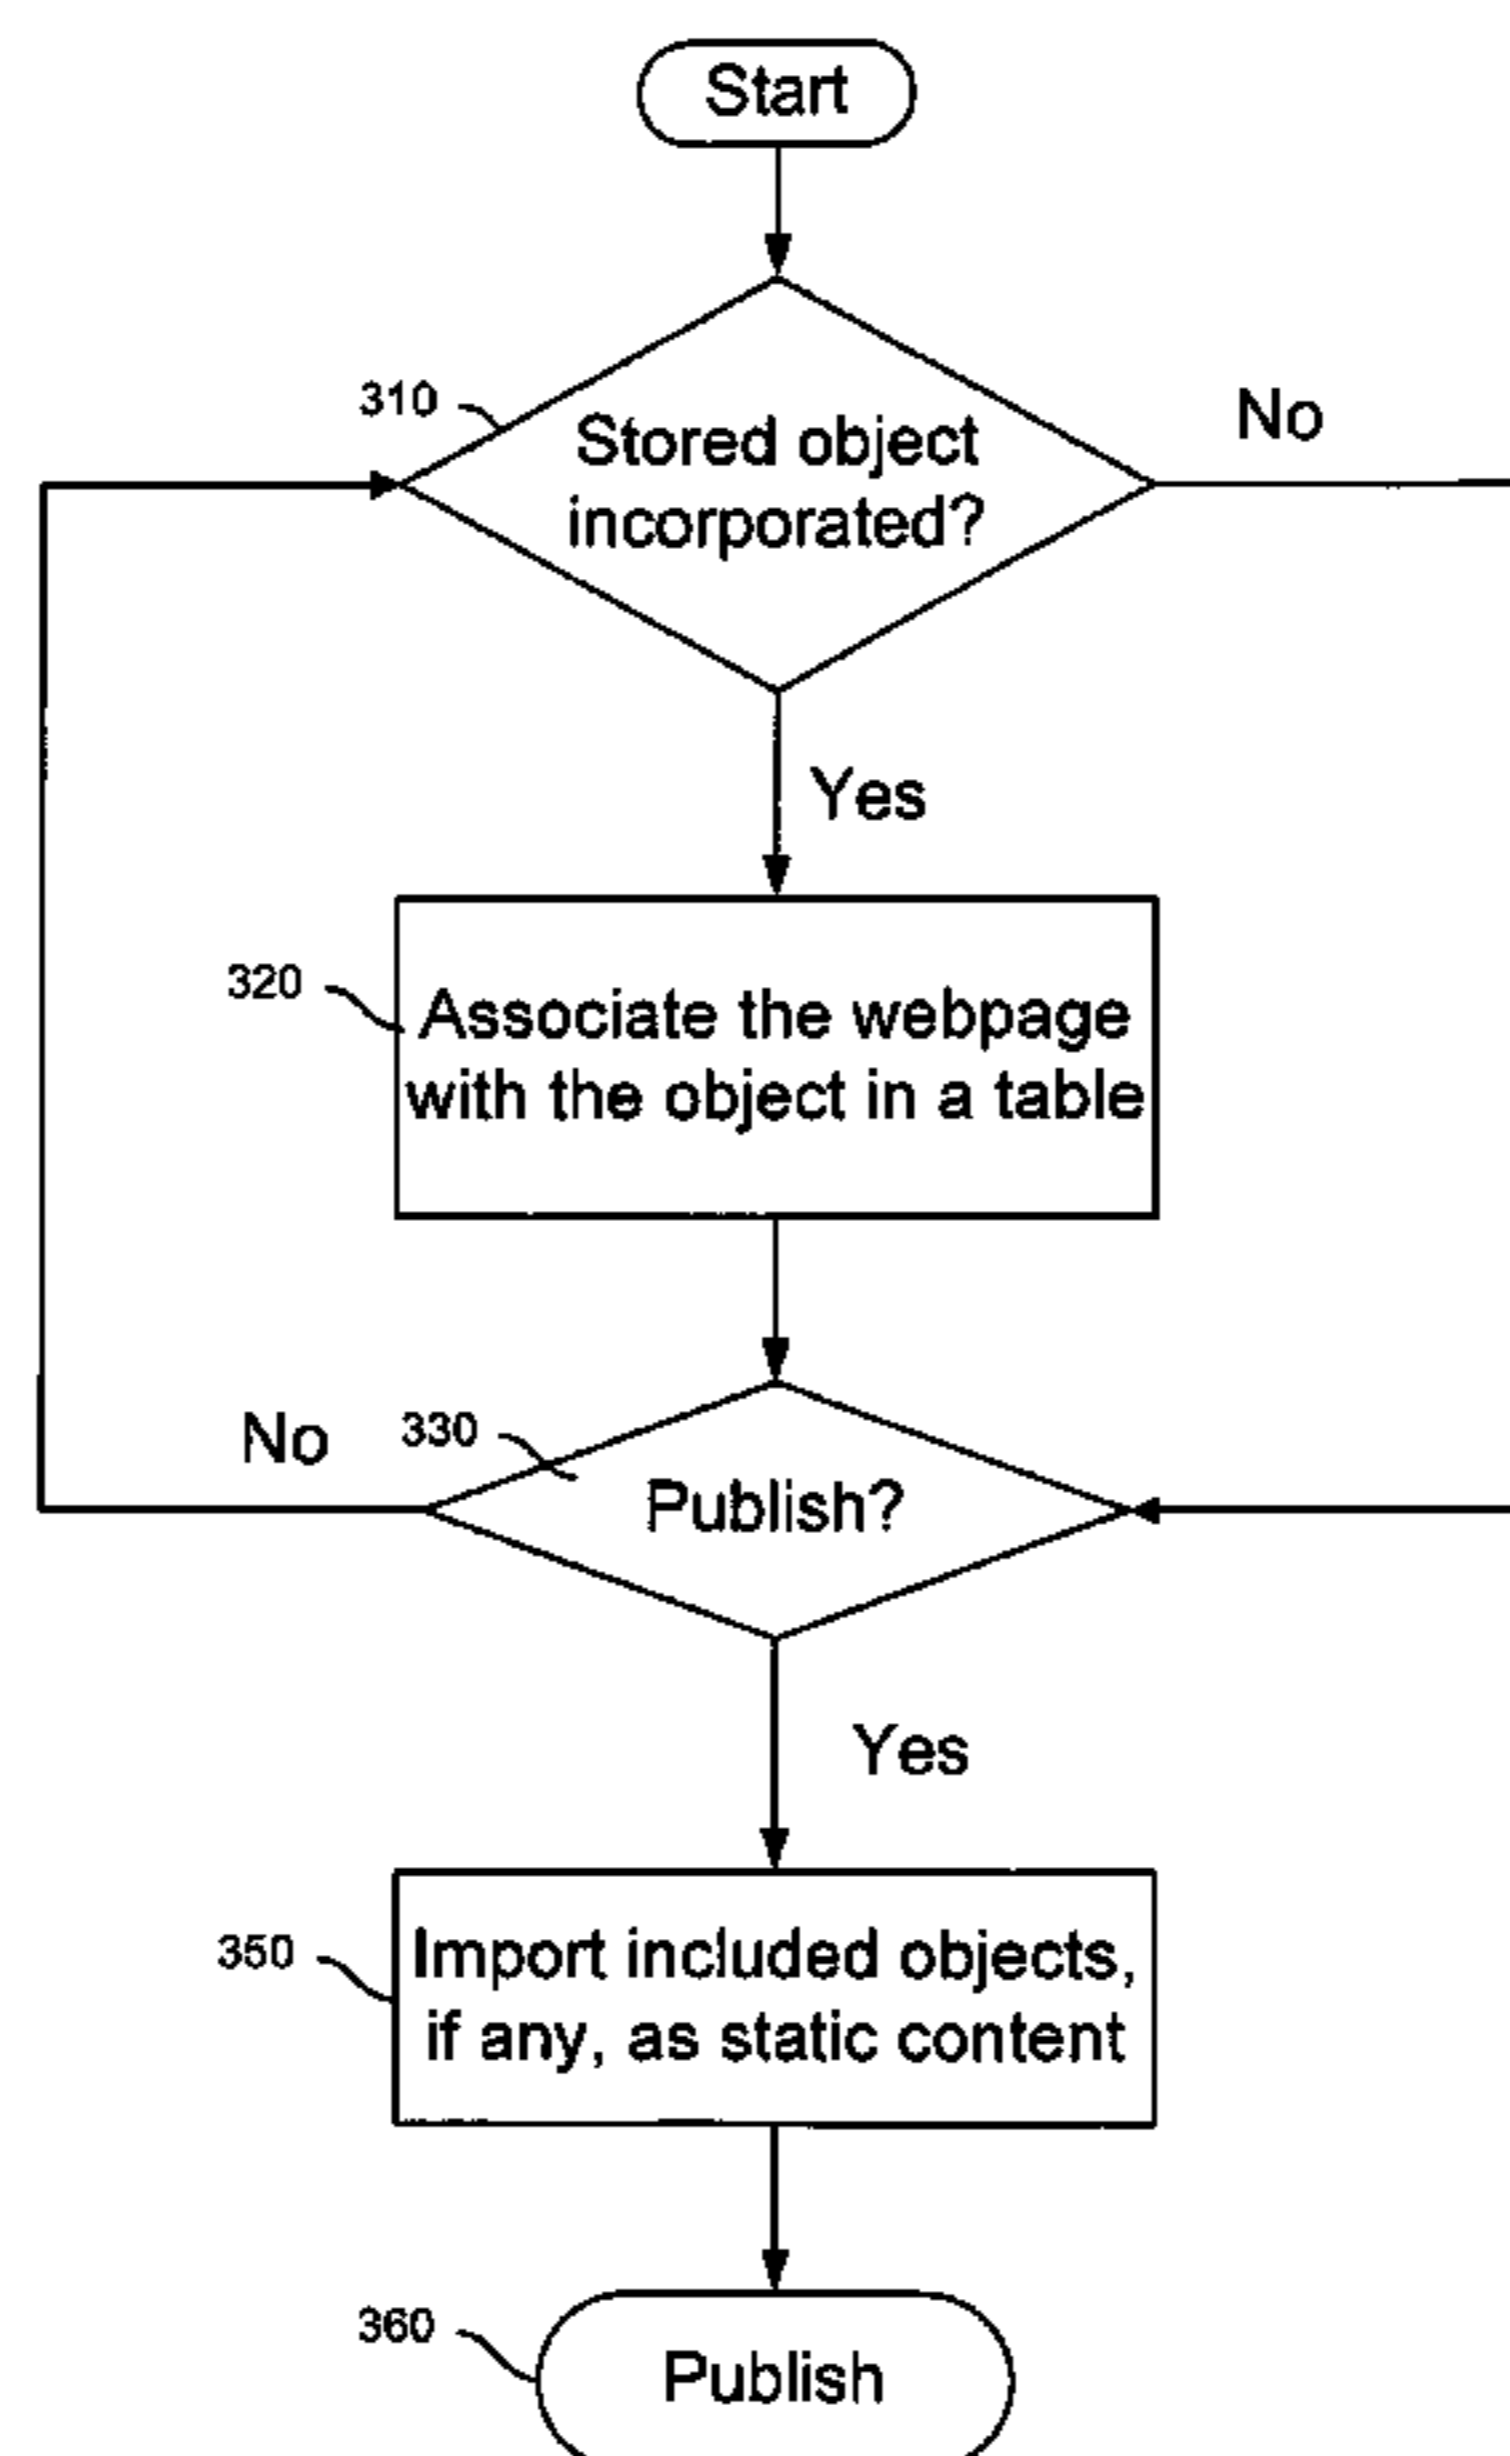 Start
310
No
Stored object
incorporated?
Yes
320
Associate the webpage
with the object in a table
No
330
Publish?
Yes
350
Import included objects,
if any, as static content
360
Publish